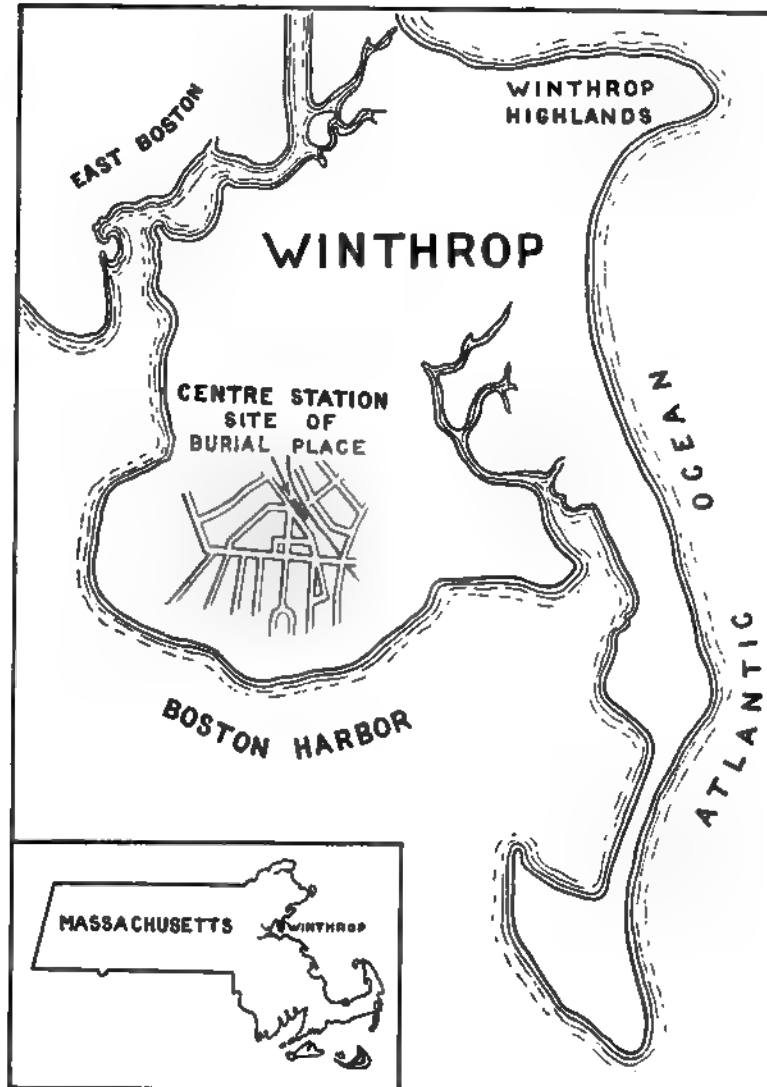 WINTHROP
HIGHLANDS
EAST BOSTON
WINTHROP
CENTRE STATION
SITE OF
BURIAL PLACE
ATLANTIC OCEAN
BOSTON HARBOR
MASSACHUSETTS
WINTHROP